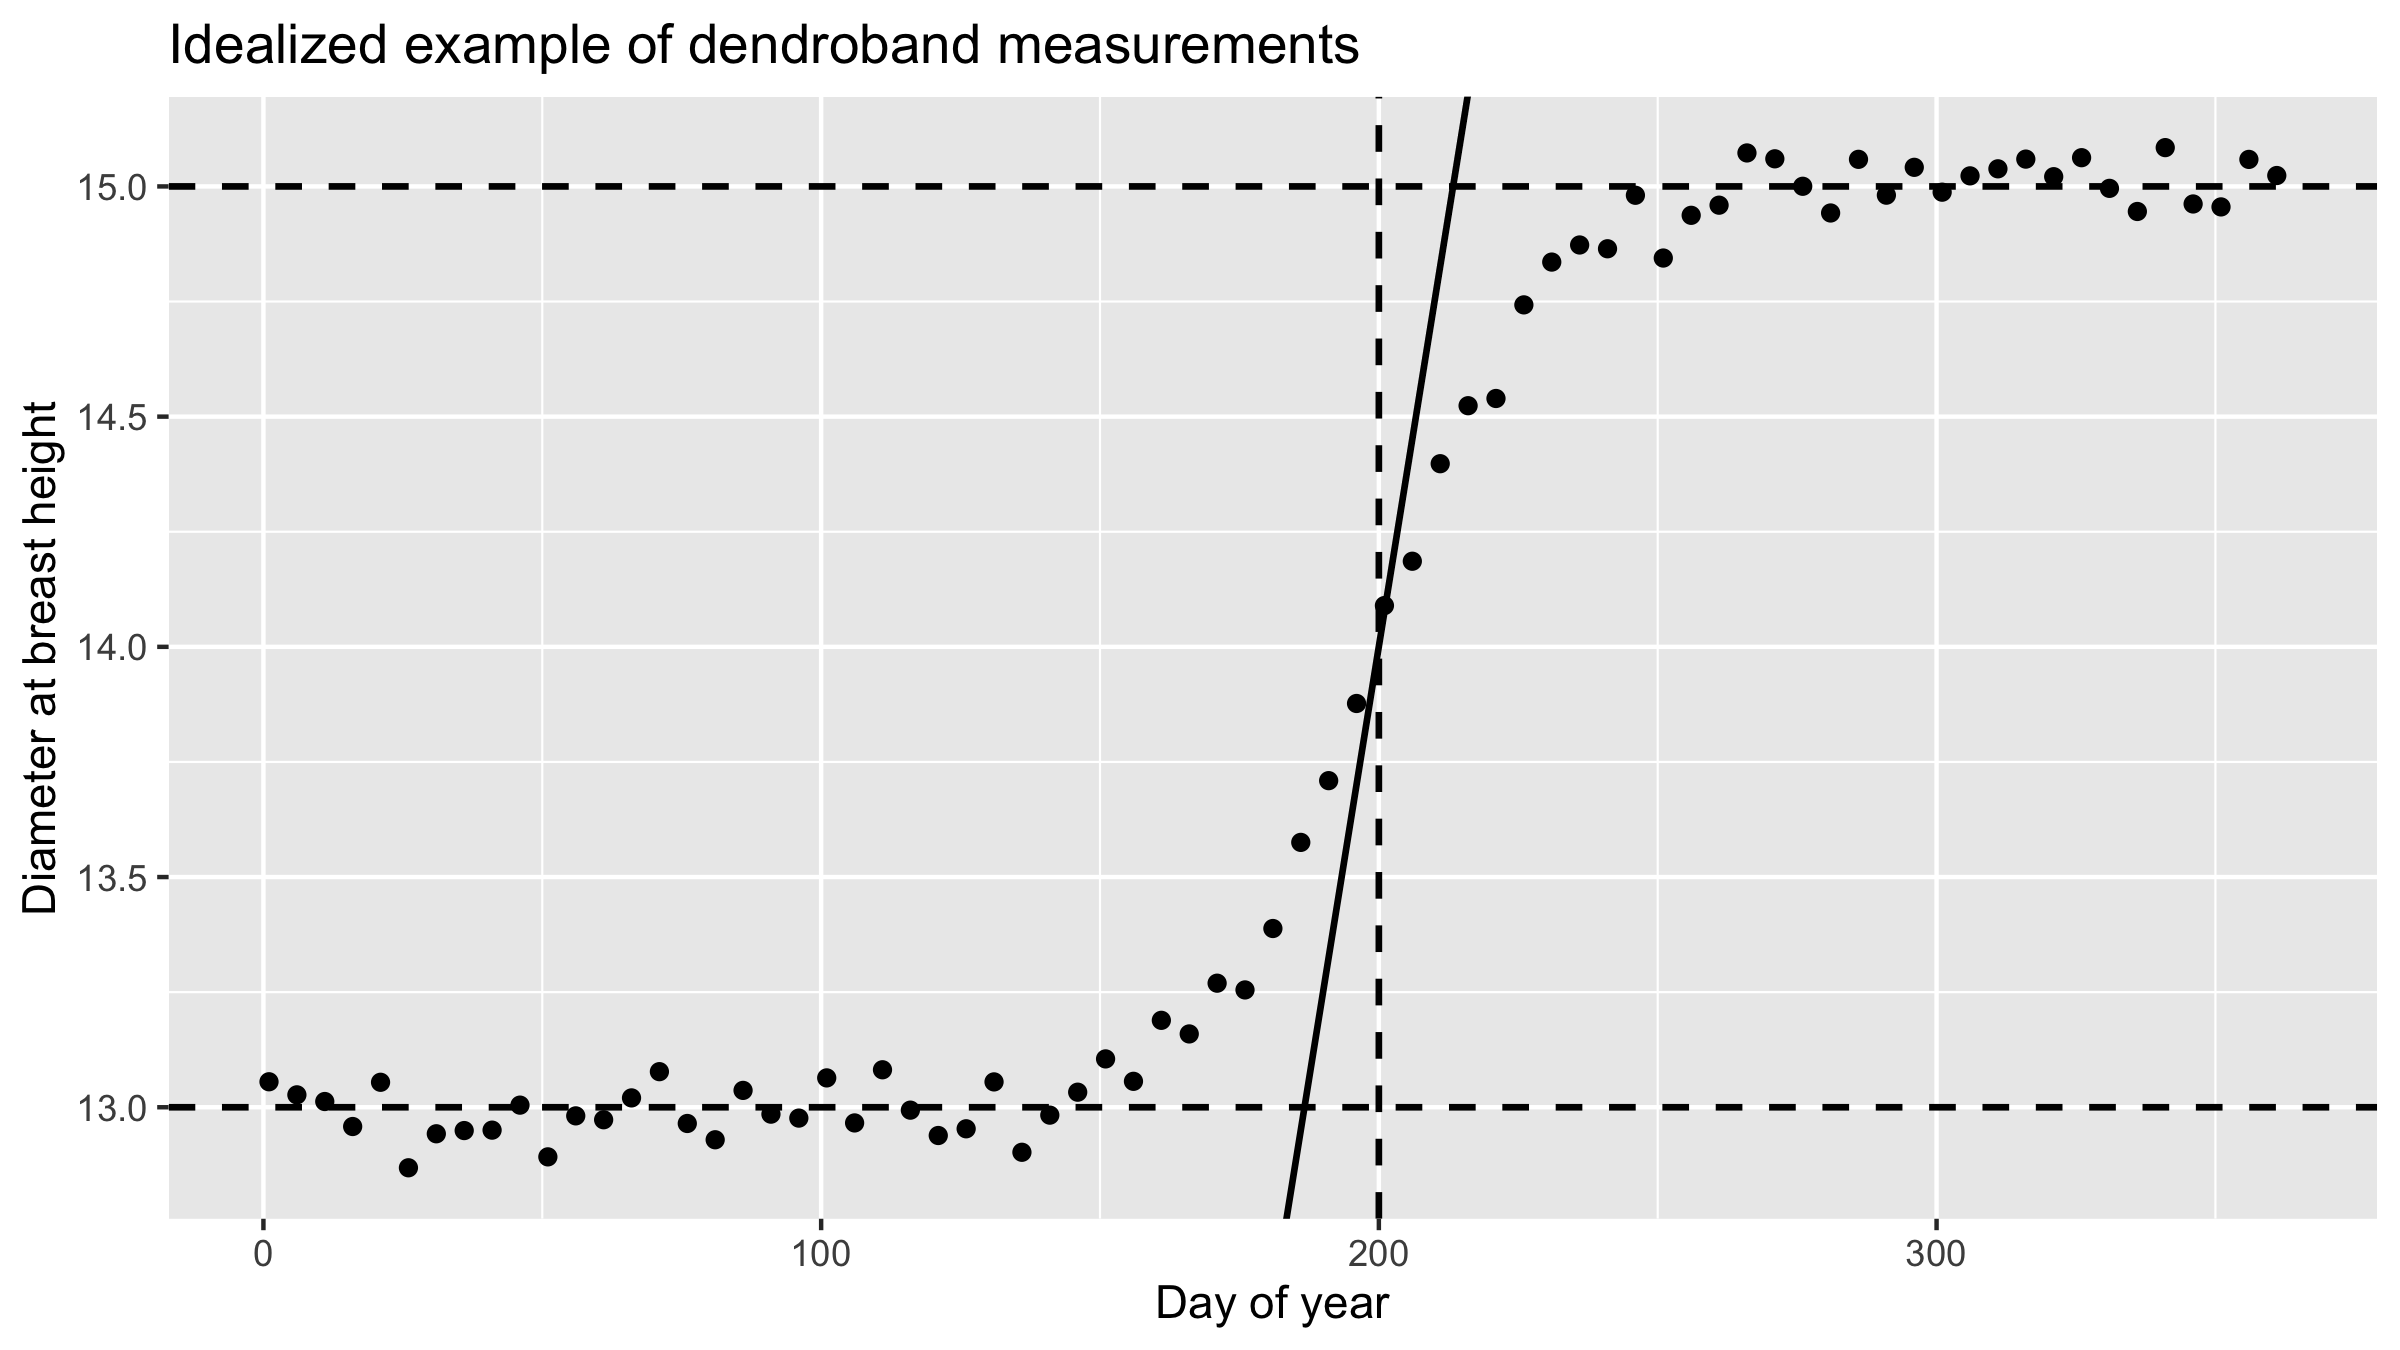 Idealized example of dendroband measurements
Diameter at breast height
15.0
14.5
14.0
13.5
13.0
0 100 200 300
Day of year